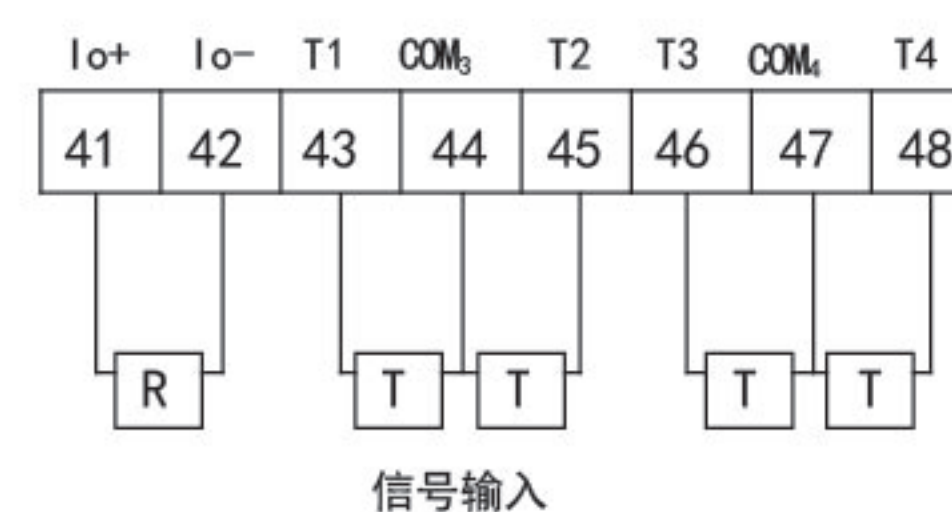 Io+ Io- T1 COM₃ T2 T3 COM₄ T4
41 42 43 44 45 46 47 48
R T T T T
信号输入